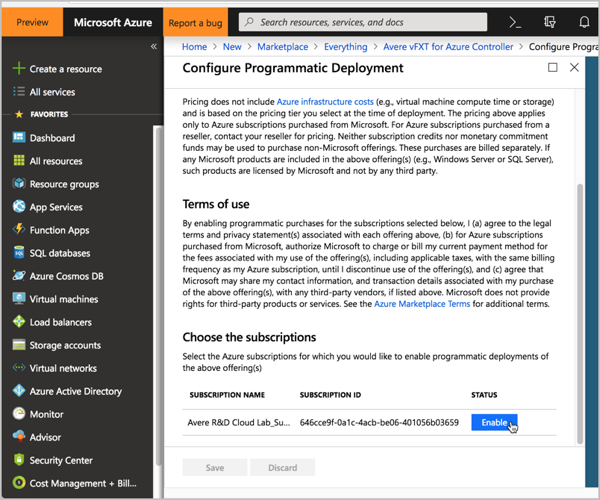 Preview
Microsoft Azure
Report a bug
Search resources, services, and docs
Home > New > Marketplace > Everything > Avere vFXT for Azure Controller > Configure Progra
Configure Programmatic Deployment
«
Create a resource
All services
FAVORITES
Dashboard
All resources
Resource groups
App Services
Function Apps
SQL databases
Azure Cosmos DB
Virtual machines
Load balancers
Storage accounts
Virtual networks
Azure Active Directory
Monitor
Advisor
Security Center
Cost Management + Bill...
Pricing does not include Azure infrastructure costs (e.g., virtual machine compute time or storage)
and is based on the pricing tier you select at the time of deployment. The pricing above applies
only to Azure subscriptions purchased from Microsoft. For Azure subscriptions purchased from a
reseller, contact your reseller for pricing. Neither subscription credits nor monetary commitment
funds may be used to purchase non-Microsoft offerings. These purchases are billed separately. If
any Microsoft products are included in the above offering(s) (e.g., Windows Server or SQL Server),
such products are licensed by Microsoft and not by any third party.
Terms of use
By enabling programmatic purchases for the subscriptions selected below, I (a) agree to the legal
terms and privacy statement(s) associated with each offering above, (b) for Azure subscriptions
purchased from Microsoft, authorize Microsoft to charge or bill my current payment method for
the fees associated with my use of the offering(s), including applicable taxes, with the same billing
frequency as my Azure subscription, until I discontinue use of the offering(s), and (c) agree that
Microsoft may share my contact information, and transaction details associated with my purchase
of the above offering(s), with any third-party vendors, if listed above. Microsoft does not provide
rights for third-party products or services. See the Azure Marketplace Terms for additional terms.
Choose the subscriptions
Select the Azure subscriptions for which you would like to enable programmatic deployments of
the above offering(s)
SUBSCRIPTION NAME SUBSCRIPTION ID STATUS
Avere R&D Cloud Lab_Su... 646cce9f-0a1c-4acb-be06-401056b03659 Enable
Save Discard